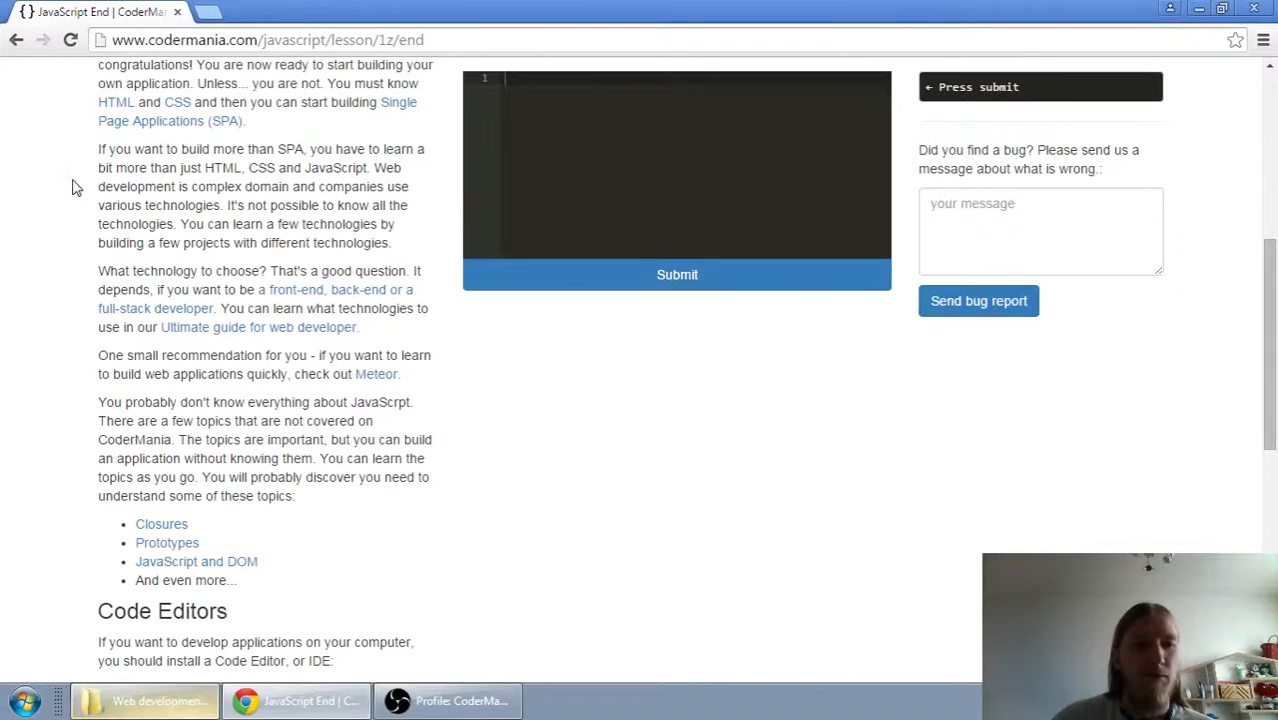 JavaScript End | CoderMa
www.codermania.com/javascript/lesson/1z/end
congratulations! You are now ready to start building your
own application. Unless... you are not. You must know
HTML and CSS and then you can start building Single
Page Applications (SPA).
If you want to build more than SPA, you have to learn a
bit more than just HTML, CSS and JavaScript. Web
development is complex domain and companies use
various technologies. It's not possible to know all the
technologies. You can learn a few technologies by
building a few projects with different technologies.
What technology to choose? That's a good question. It
depends, if you want to be a front-end, back-end or a
full-stack developer. You can learn what technologies to
use in our Ultimate guide for web developer.
One small recommendation for you - if you want to learn
to build web applications quickly, check out Meteor.
You probably don't know everything about JavaScrpt.
There are a few topics that are not covered on
CoderMania. The topics are important, but you can build
an application without knowing them. You can learn the
topics as you go. You will probably discover you need to
understand some of these topics:
• Closures
• Prototypes
• JavaScript and DOM
• And even more...
Code Editors
If you want to develop applications on your computer,
you should install a Code Editor, or IDE:
1
Submit
← Press submit
Did you find a bug? Please send us a
message about what is wrong.:
your message
Send bug report
Web developmen...
JavaScript End | C...
Profile: CoderMa...